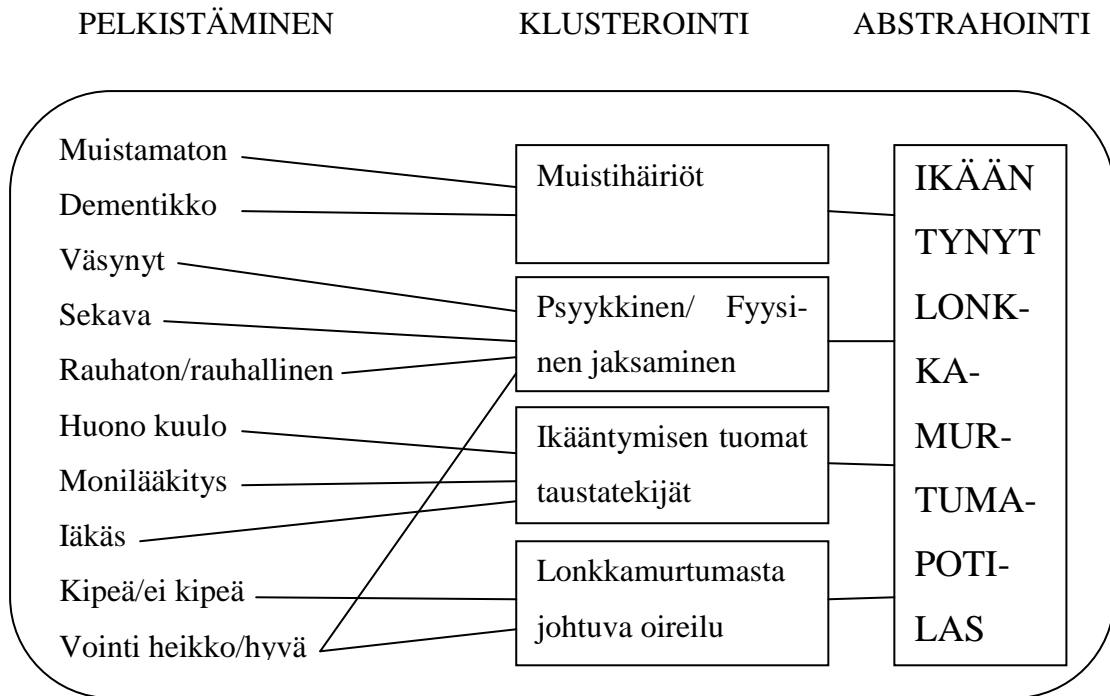 PELKISTÄMINEN KLUSTEROINTI ABSTRAHOINTI
Muistamaton
Dementikko
Väsynyt
Sekava
Rauhaton/rauhallinen
Huono kuulo
Monilääkitys
Iäkäs
Kipeä/ei kipeä
Vointi heikko/hyvä
Muistihäiriöt
Psyykkinen/ Fyysi-
nen jaksaminen
Ikääntymisen tuomat
taustatekijät
Lonkkamurtumasta
johtuva oireilu
IKÄÄN
TYNYT
LONK-
KA-
MUR-
TUMA-
POTI-
LAS